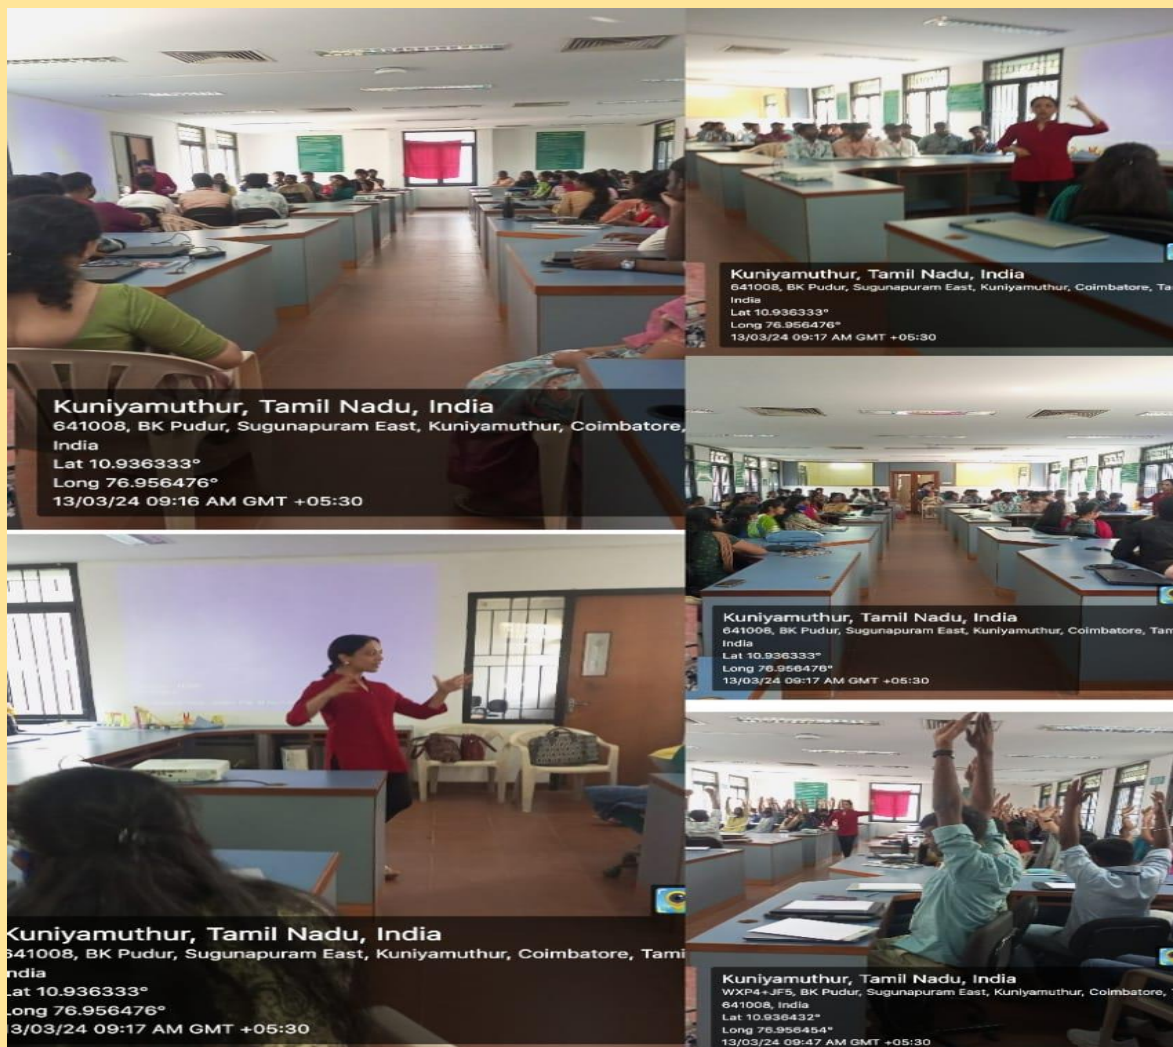 Kuniyamuthur, Tamil Nadu, India
641008, BK Pudur, Sugunapuram East, Kuniyamuthur, Coimbatore,
India
Lat 10.936333°
Long 76.956476°
13/03/24 09:16 AM GMT +05:30
Kuniyamuthur, Tamil Nadu, India
641008, BK Pudur, Sugunapuram East, Kuniyamuthur, Coimbatore, Ta
India
Lat 10.936333°
Long 76.956476°
13/03/24 09:17 AM GMT +05:30
Kuniyamuthur, Tamil Nadu, India
641008, BK Pudur, Sugunapuram East, Kuniyamuthur, Coimbatore, Tam
India
Lat 10.936333°
Long 76.956476°
13/03/24 09:17 AM GMT +05:30
Kuniyamuthur, Tamil Nadu, India
641008, BK Pudur, Sugunapuram East, Kuniyamuthur, Coimbatore, Tami
ndia
Lat 10.936333°
Long 76.956476°
13/03/24 09:17 AM GMT +05:30
Kuniyamuthur, Tamil Nadu, India
WXP4+JF5, BK Pudur, Sugunapuram East, Kuniyamuthur, Coimbatore, T
641008, India
Lat 10.936432°
Long 76.956454°
13/03/24 09:47 AM GMT +05:30